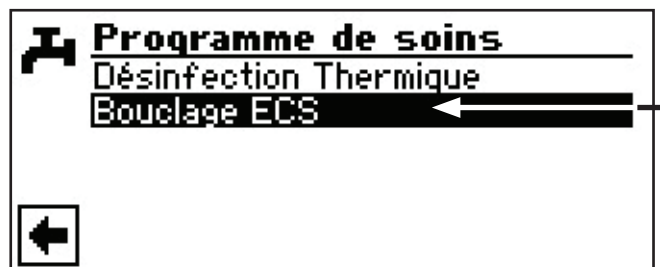 Programme de soins
Désinfection Thermique
Bouclage ECS